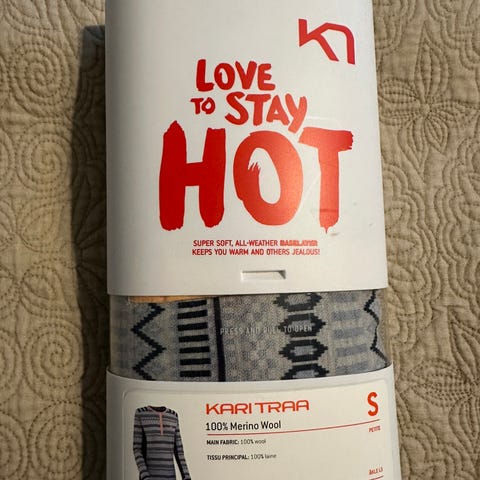 LOVE
TO STAY
HOT
SUPER SOFT, ALL-WEATHER BASELAYER
KEEPS YOU WARM AND OTHERS JEALOUS!
PRESS AND PULL TO OPEN
KARI TRAA
S
100% Merino Wool
PETITE
MAIN FABRIC: 100% wool
TISSU PRINCIPAL: 100% laine